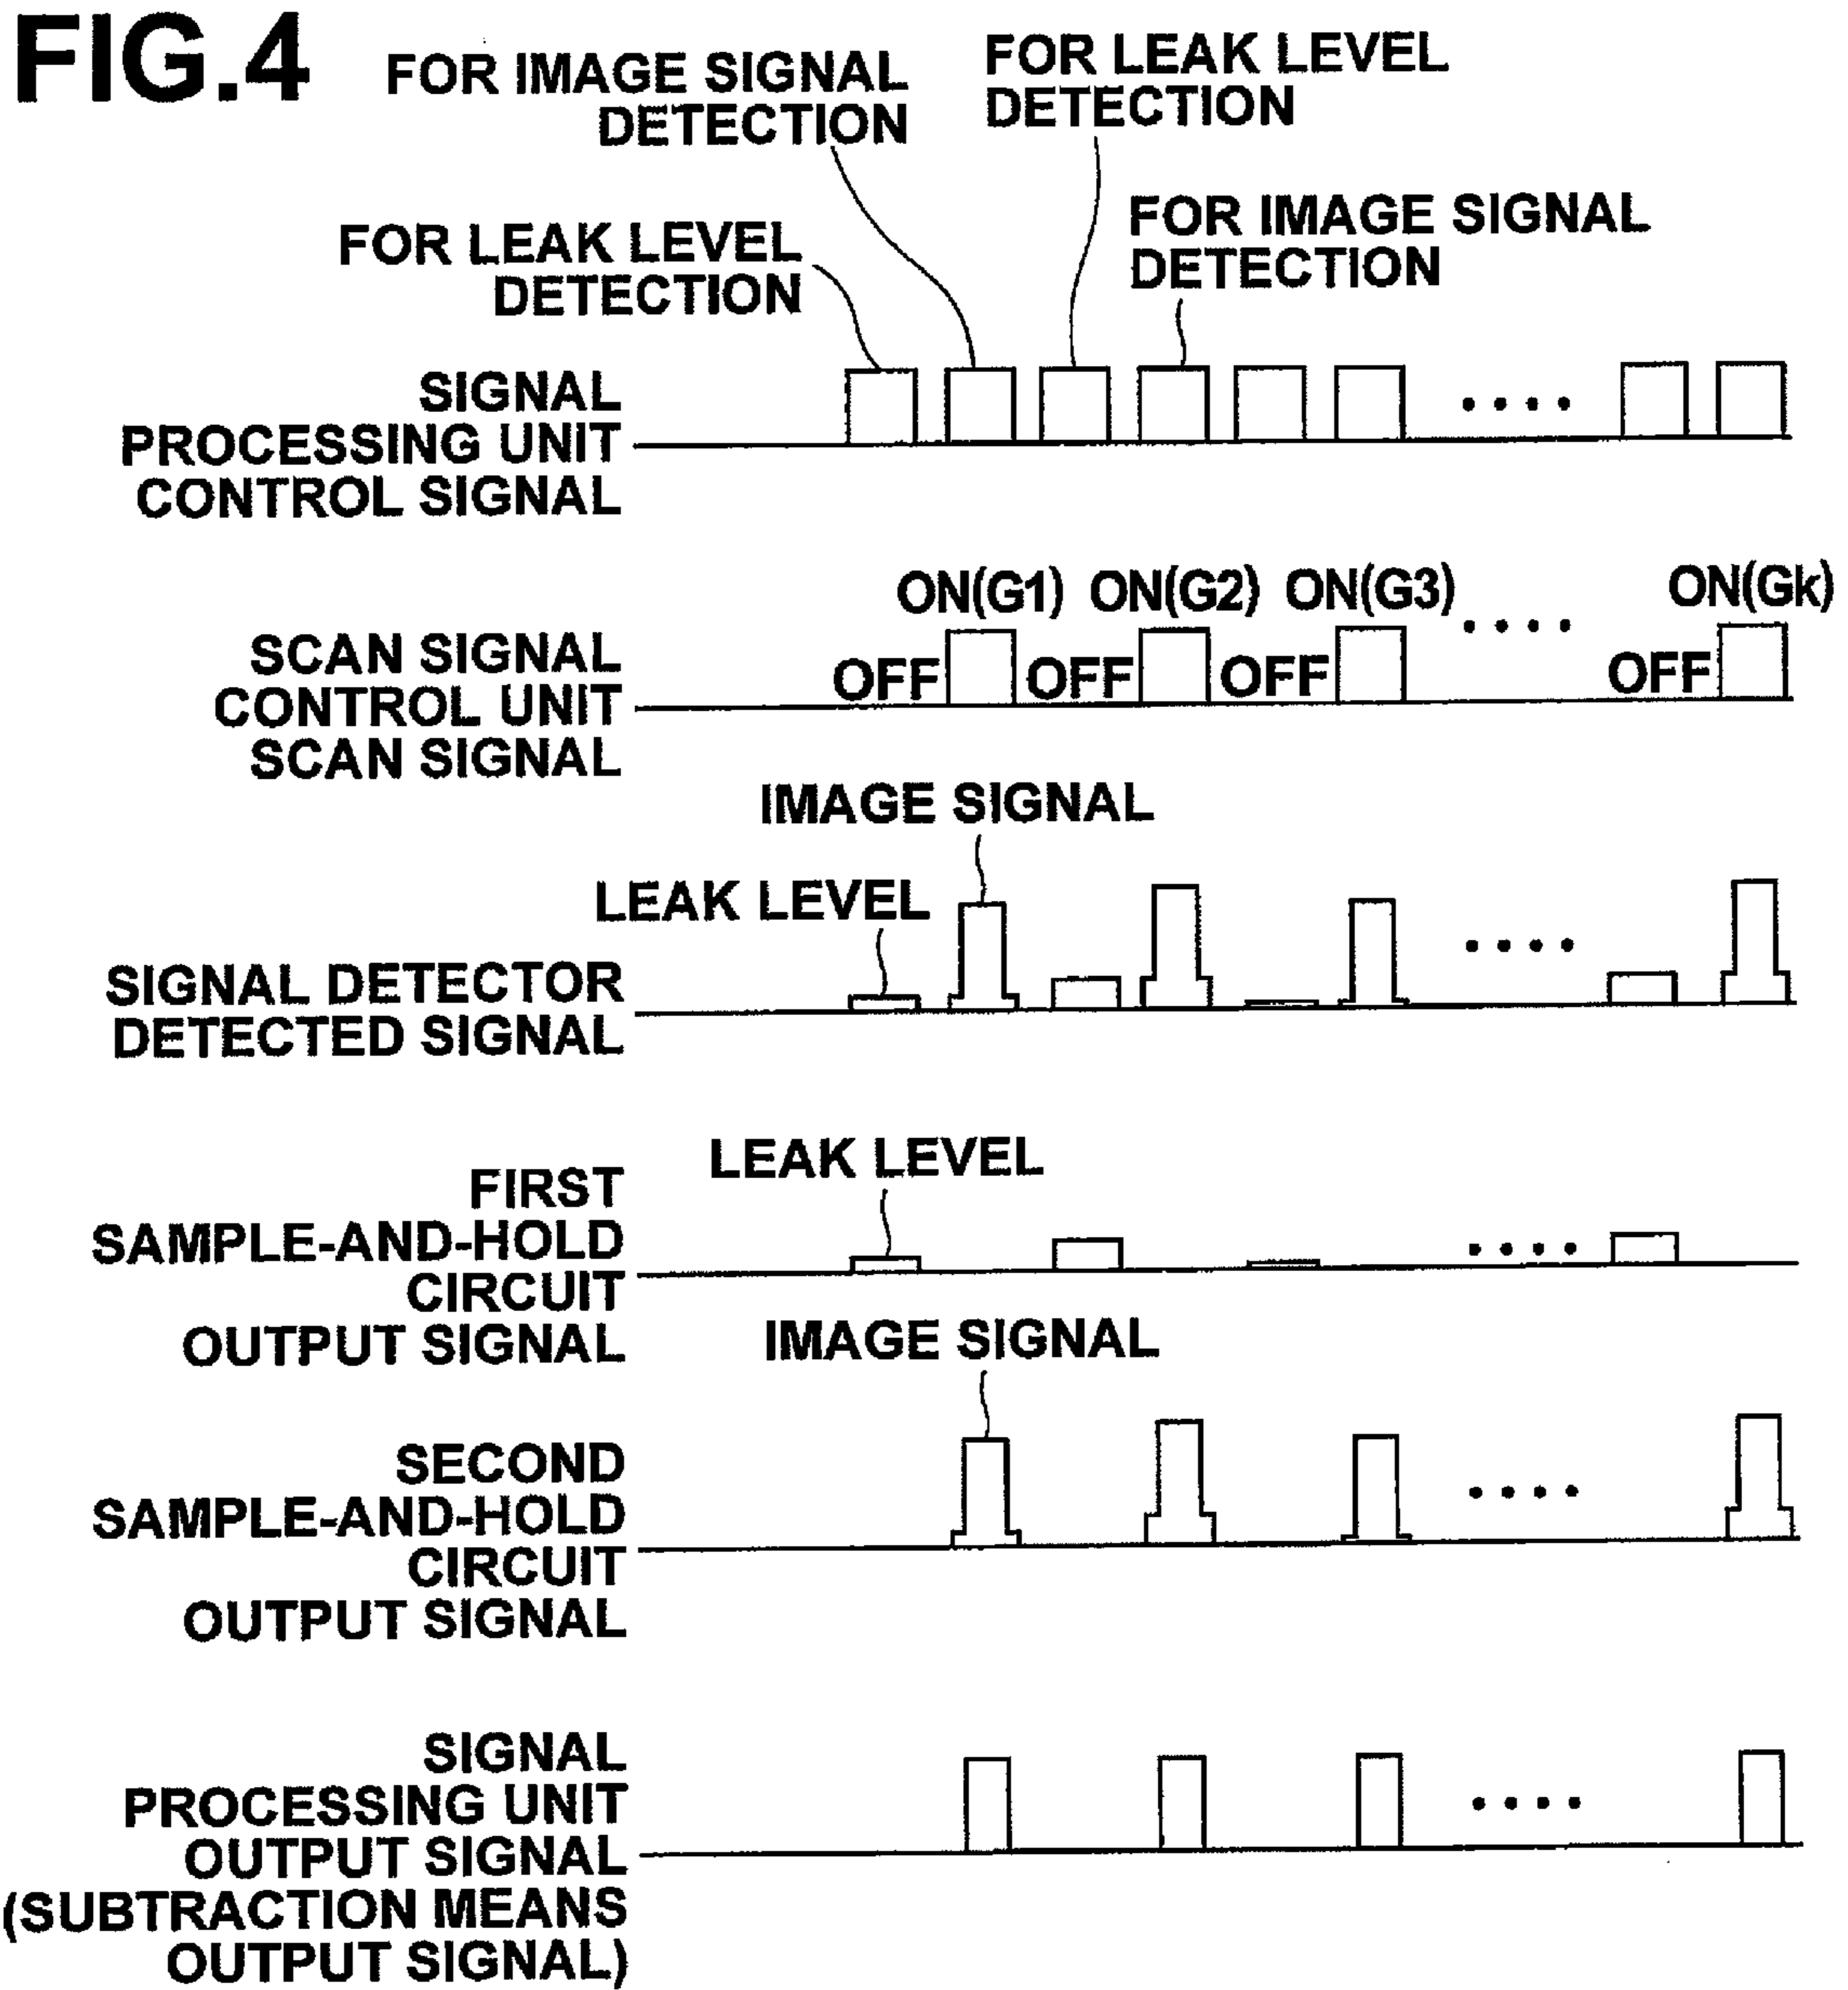 FIG.4
FOR IMAGE SIGNAL
DETECTION
FOR LEAK LEVEL
DETECTION
FOR LEAK LEVEL
DETECTION
FOR IMAGE SIGNAL
DETECTION
SIGNAL
PROCESSING UNIT
CONTROL SIGNAL
ON(G1) ON(G2) ON(G3) ON(Gk)
OFF OFF OFF OFF
SCAN SIGNAL
CONTROL UNIT
SCAN SIGNAL
IMAGE SIGNAL
LEAK LEVEL
SIGNAL DETECTOR
DETECTED SIGNAL
LEAK LEVEL
FIRST
SAMPLE-AND-HOLD
CIRCUIT
OUTPUT SIGNAL
IMAGE SIGNAL
SECOND
SAMPLE-AND-HOLD
CIRCUIT
OUTPUT SIGNAL
SIGNAL
PROCESSING UNIT
OUTPUT SIGNAL
(SUBTRACTION MEANS
OUTPUT SIGNAL)